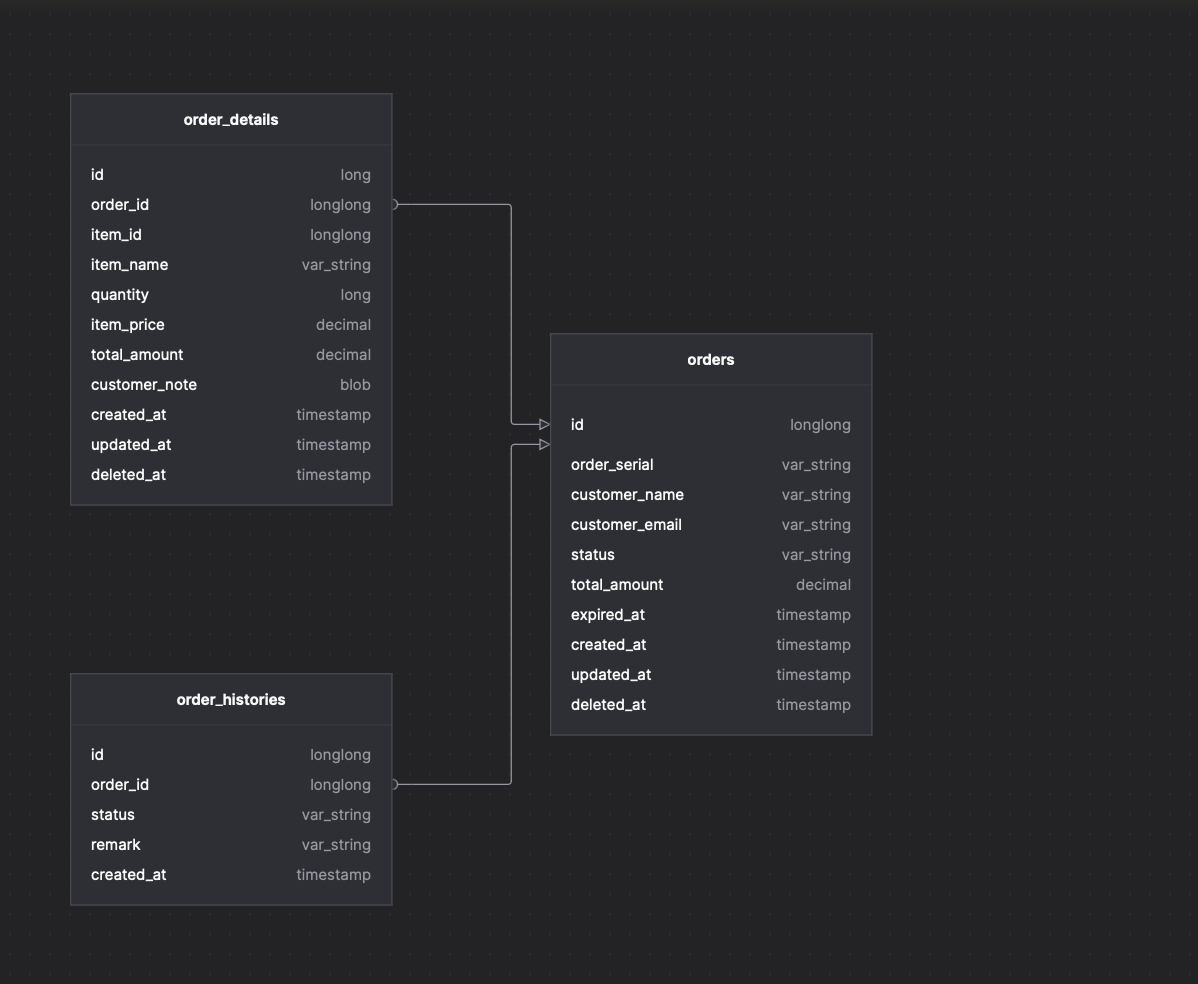 order_details
id long
order_id longlong
item_id longlong
item_name var_string
quantity long
item_price decimal
total_amount decimal
customer_note blob
created_at timestamp
updated_at timestamp
deleted_at timestamp
orders
id longlong
order_serial var_string
customer_name var_string
customer_email var_string
status var_string
total_amount decimal
expired_at timestamp
created_at timestamp
updated_at timestamp
deleted_at timestamp
order_histories
id longlong
order_id longlong
status var_string
remark var_string
created_at timestamp